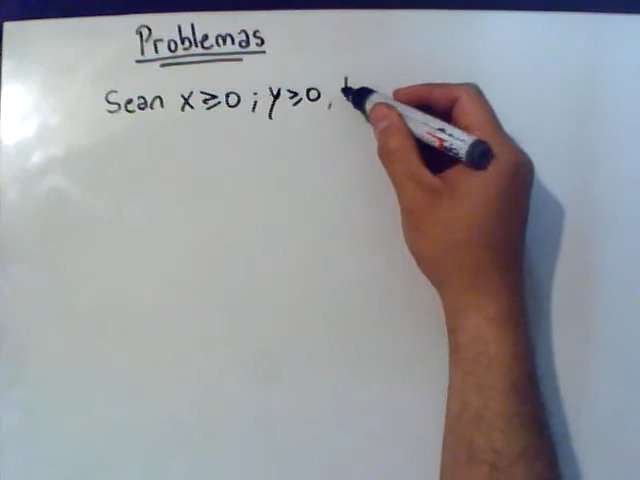 Problemas
Sean x ≥ 0 ; y ≥ 0,